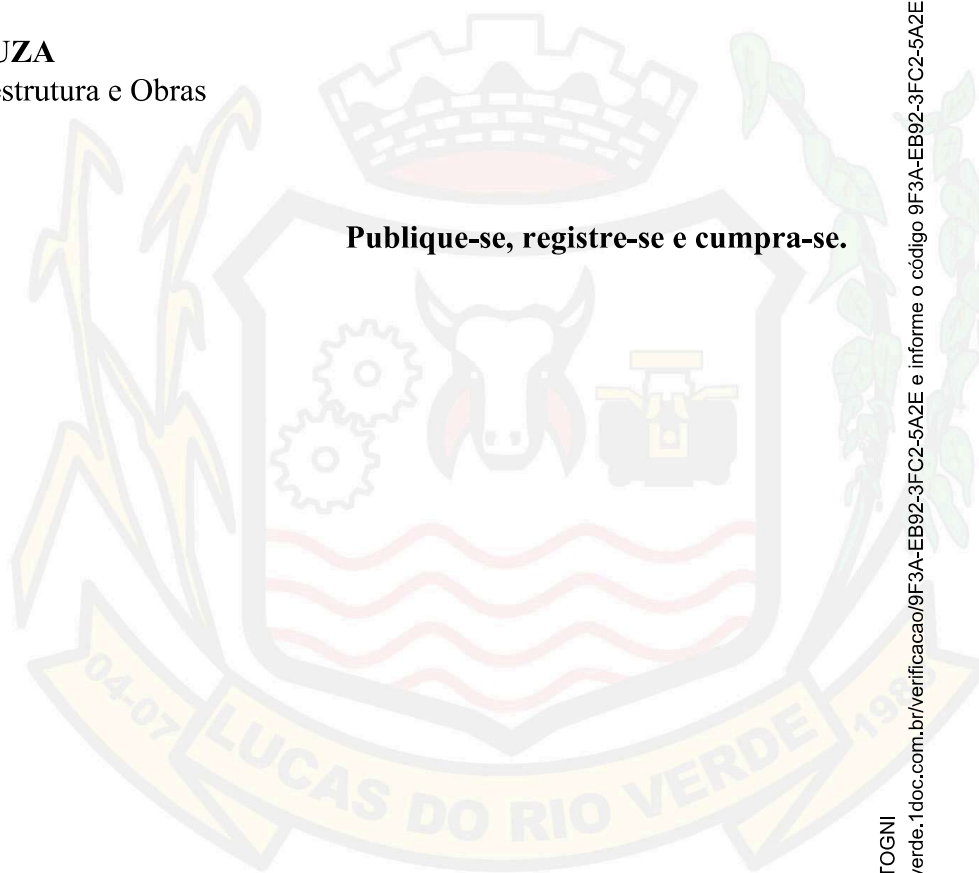 UZA
estrutura e Obras
Publique-se, registre-se e cumpra-se.
04-07
LUCAS DO RIO VERDE
1988
TOGNI
verde.1doc.com.br/verificacao/9F3A-EB92-3FC2-5A2E e informe o código 9F3A-EB92-3FC2-5A2E